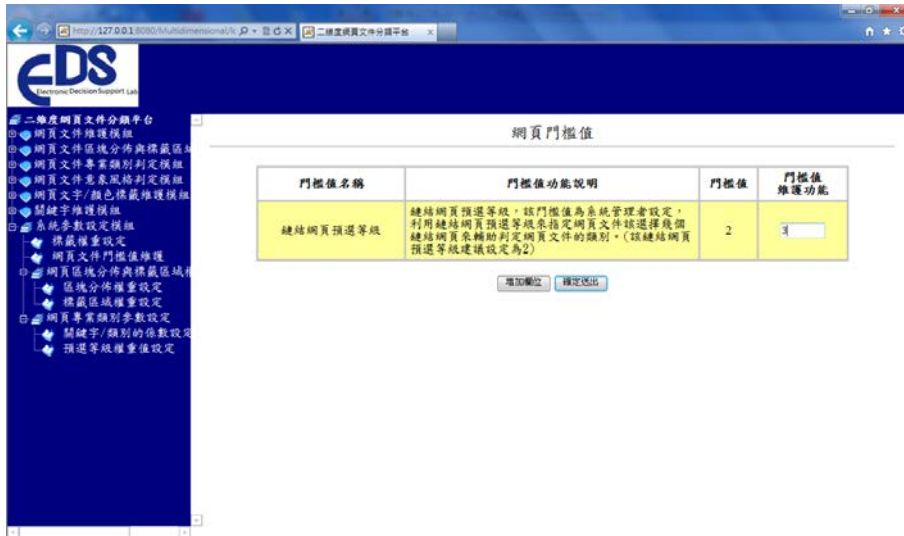 http://127.0.0.1:8080/Multidimensional/lc
二維度網頁文件分類平台
EDS
Electronic Decision Support Lab
二維度網頁文件分類平台
網頁文件維護模組
網頁文件區塊分佈與標籤區域
網頁文件專業類別判定模組
網頁文件意象風格判定模組
網頁文字/顏色標籤維護模組
關鍵字維護模組
系統參數設定模組
標籤權重設定
網頁文件門檻值維護
網頁區塊分佈與標籤區域權
區塊分佈權重設定
標籤區域權重設定
網頁專業類別參數設定
關鍵字/類別的係數設定
預選等級權重值設定
網頁門檻值
門檻值名稱 門檻值功能說明 門檻值 門檻值
維護功能
鏈結網頁預選等級
鏈結網頁預選等級,該門檻值為系統管理者設定,
利用鏈結網頁預選等級來指定網頁文件該選擇幾個
鏈結網頁來輔助判定網頁文件的類別。(該鏈結網頁
預選等級建議設定為2)
2
3
增加欄位 確定送出